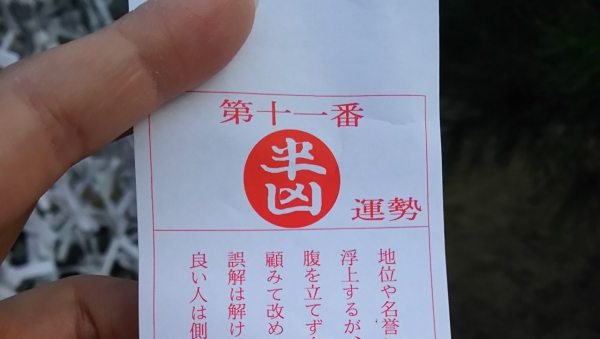 第十一番
半凶
運勢
地位や名誉
浮上するが、
腹を立てず
顧みて改め
誤解は解け
良い人は側